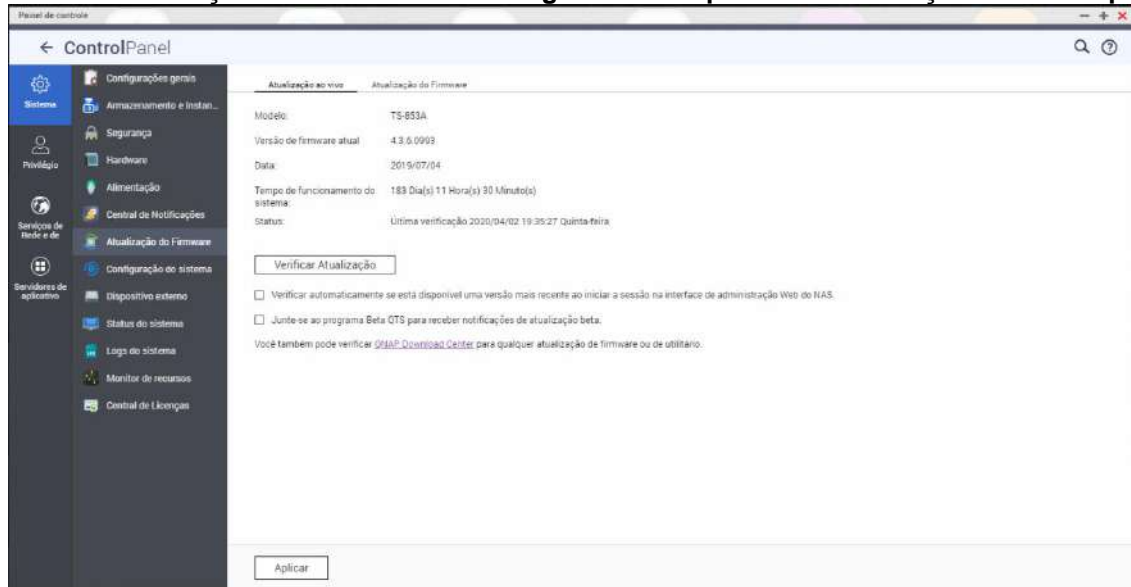 Painel de controle
ControlPanel
Sistema
Privilégio
Serviços de
Rede e de
Servidores de
aplicativo
Configurações gerais
Armazenamento e Instan...
Segurança
Hardware
Alimentação
Central de Notificações
Atualização do Firmware
Configuração do sistema
Dispositivo externo
Status do sistema
Logs do sistema
Monitor de recursos
Central de Licenças
Atualização ao vivo Atualização do Firmware
Modelo: TS-853A
Versão de firmware atual 4.3.6.0993
Data: 2019/07/04
Tempo de funcionamento do 183 Dia(s) 11 Hora(s) 30 Minuto(s)
sistema:
Status: Última verificação 2020/04/02 19:35:27 Quinta-feira
Verificar Atualização
Verificar automaticamente se está disponível uma versão mais recente ao iniciar a sessão na interface de administração Web do NAS.
Junte-se ao programa Beta QTS para receber notificações de atualização beta.
Você também pode verificar QNAP Download Center para qualquer atualização de firmware ou de utilitário.
Aplicar